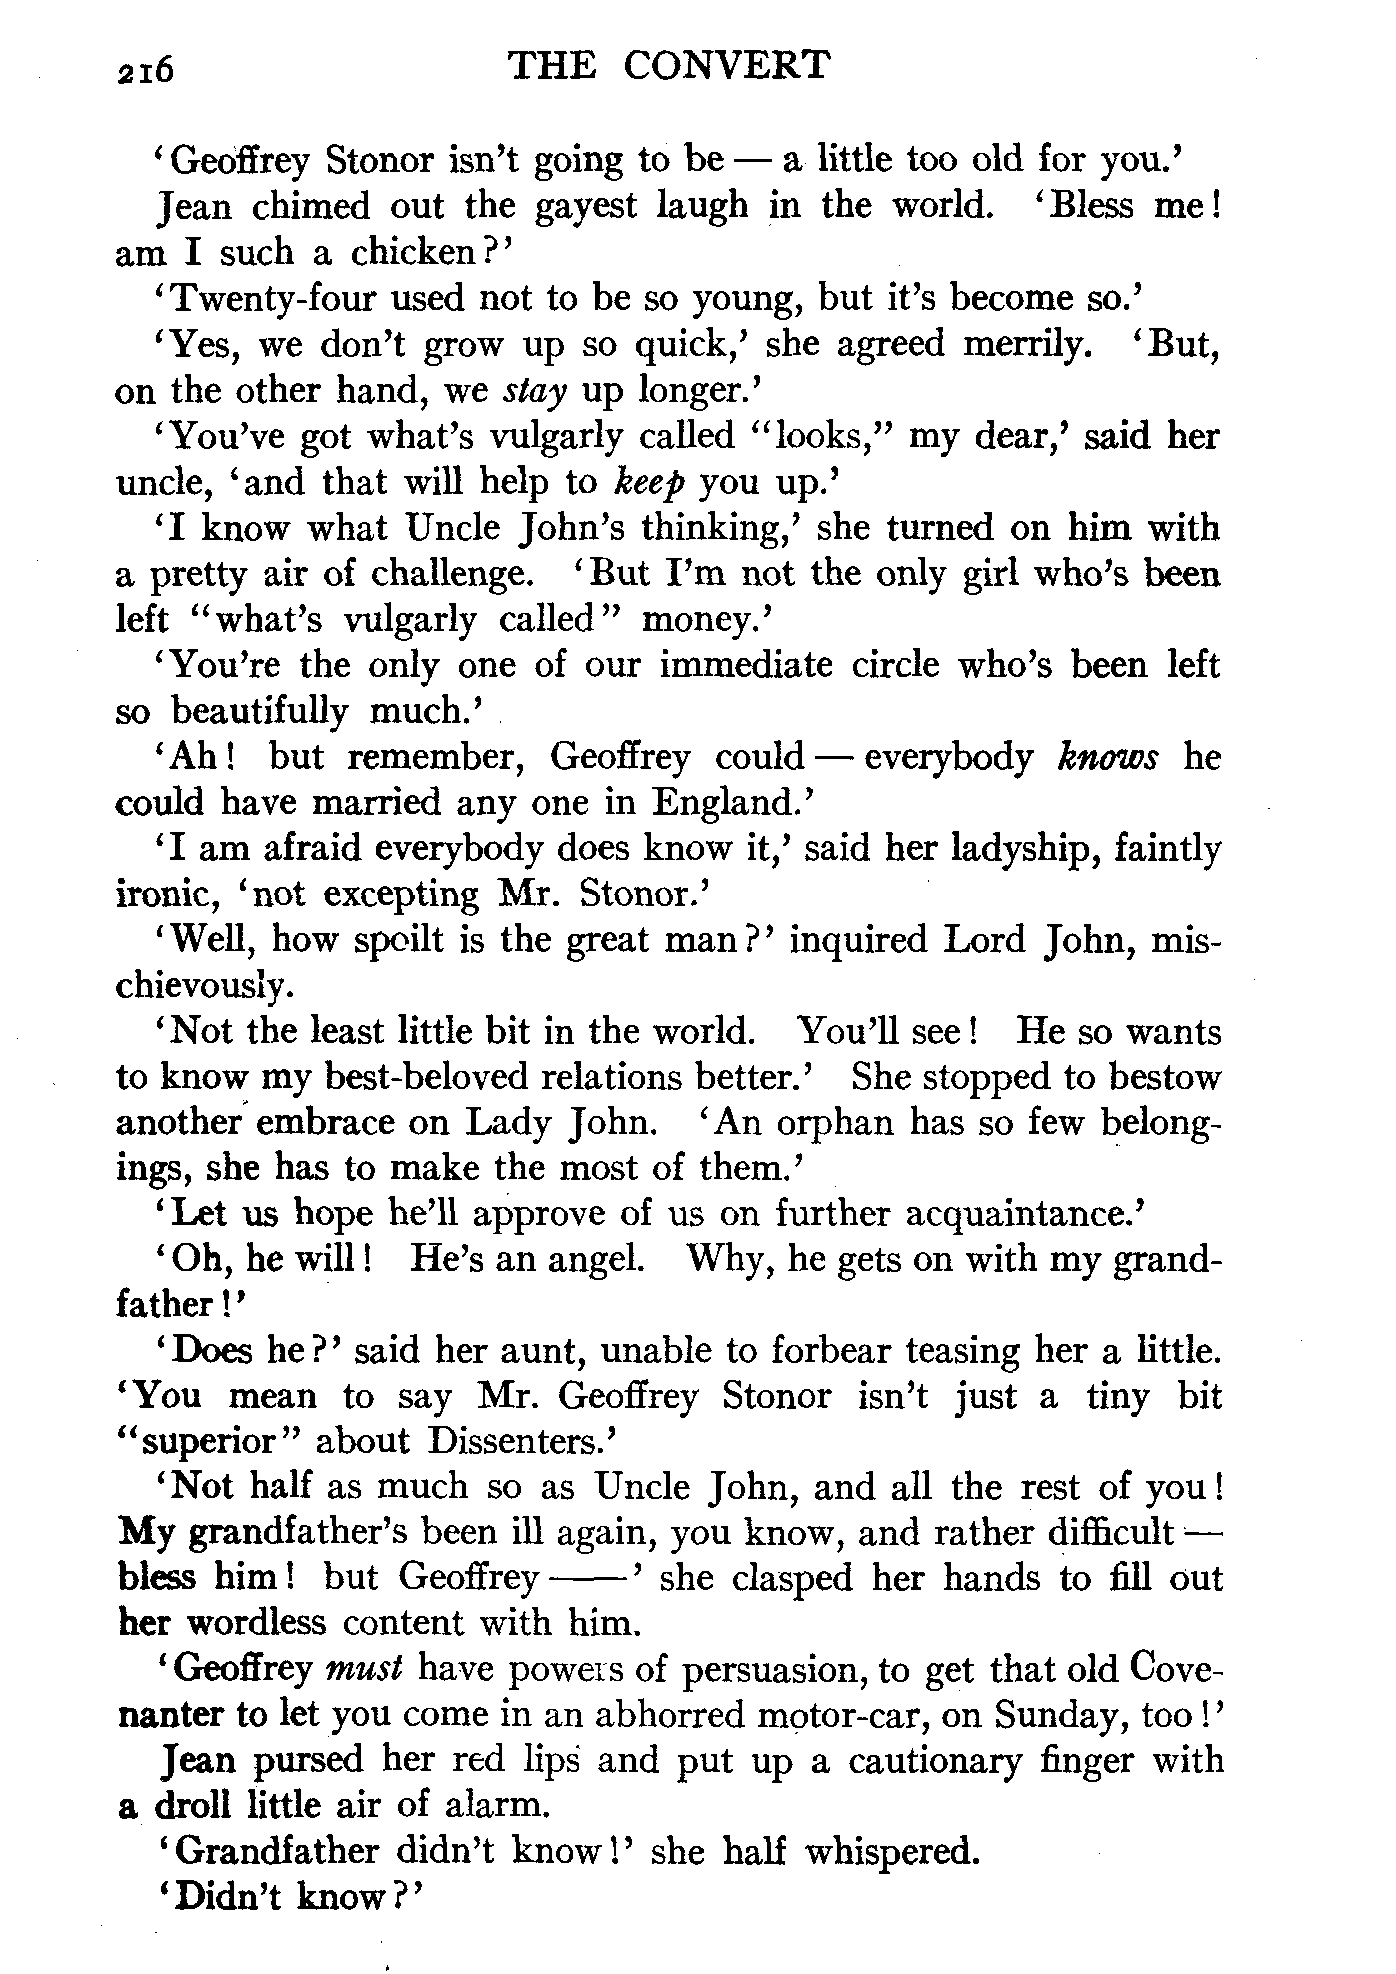 216 THE CONVERT
‘Geoffrey Stonor isn’t going to be — a little too old for you.’
Jean chimed out the gayest laugh in the world. ‘Bless me!
am I such a chicken?’
‘Twenty-four used not to be so young, but it’s become so.’
‘Yes, we don’t grow up so quick,’ she agreed merrily. ‘But,
on the other hand, we stay up longer.’
‘You’ve got what’s vulgarly called “looks,” my dear,’ said her
uncle, ‘and that will help to keep you up.’
‘I know what Uncle John’s thinking,’ she turned on him with
a pretty air of challenge. ‘But I’m not the only girl who’s been
left “what’s vulgarly called” money.’
‘You’re the only one of our immediate circle who’s been left
so beautifully much.’
‘Ah! but remember, Geoffrey could — everybody knows he
could have married any one in England.’
‘I am afraid everybody does know it,’ said her ladyship, faintly
ironic, ‘not excepting Mr. Stonor.’
‘Well, how spoilt is the great man?’ inquired Lord John, mis-
chievously.
‘Not the least little bit in the world. You’ll see! He so wants
to know my best-beloved relations better.’ She stopped to bestow
another embrace on Lady John. ‘An orphan has so few belong-
ings, she has to make the most of them.’
‘Let us hope he’ll approve of us on further acquaintance.’
‘Oh, he will! He’s an angel. Why, he gets on with my grand-
father!’
‘Does he?’ said her aunt, unable to forbear teasing her a little.
‘You mean to say Mr. Geoffrey Stonor isn’t just a tiny bit
“superior” about Dissenters.’
‘Not half as much so as Uncle John, and all the rest of you!
My grandfather’s been ill again, you know, and rather difficult —
bless him! but Geoffrey ——’ she clasped her hands to fill out
her wordless content with him.
‘Geoffrey must have powers of persuasion, to get that old Cove-
nanter to let you come in an abhorred motor-car, on Sunday, too!’
Jean pursed her red lips and put up a cautionary finger with
a droll little air of alarm.
‘Grandfather didn’t know!’ she half whispered.
‘Didn’t know?’